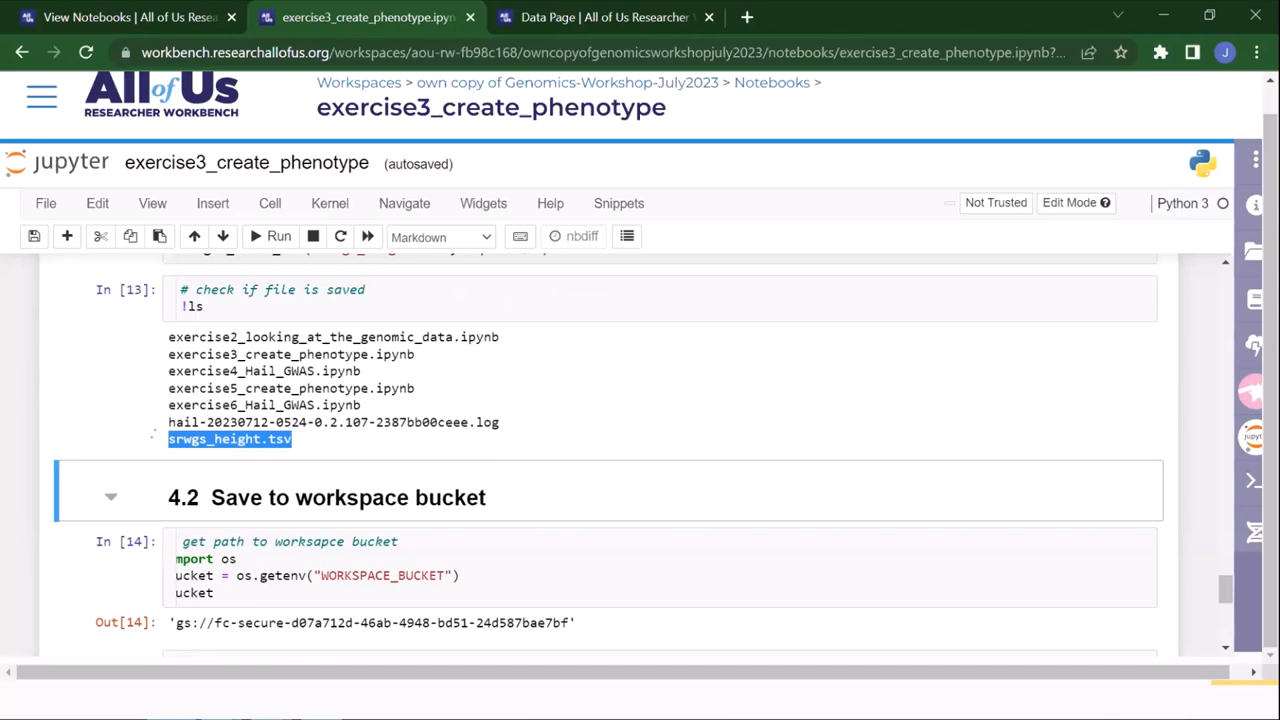 View Notebooks | All of Us Resea
exercise3_create_phenotype.ipyn
Data Page | All of Us Researcher
workbench.researchallofus.org/workspaces/aou-rw-fb98c168/owncopyofgenomicsworkshopjuly2023/notebooks/exercise3_create_phenotype.ipynb?...
J
All of Us
RESEARCHER WORKBENCH
Workspaces > own copy of Genomics-Workshop-July2023 > Notebooks >
exercise3_create_phenotype
jupyter exercise3_create_phenotype (autosaved)
File Edit View Insert Cell Kernel Navigate Widgets Help Snippets Not Trusted Edit Mode Python 3
Run Markdown nbdiff
In [13]: # check if file is saved
!ls
exercise2_looking_at_the_genomic_data.ipynb
exercise3_create_phenotype.ipynb
exercise4_Hail_GWAS.ipynb
exercise5_create_phenotype.ipynb
exercise6_Hail_GWAS.ipynb
hail-20230712-0524-0.2.107-2387bb00ceee.log
srwgs_height.tsv
4.2 Save to workspace bucket
In [14]: get path to worksapce bucket
mport os
ucket = os.getenv("WORKSPACE_BUCKET")
ucket
Out[14]: 'gs://fc-secure-d07a712d-46ab-4948-bd51-24d587bae7bf'
jupyter